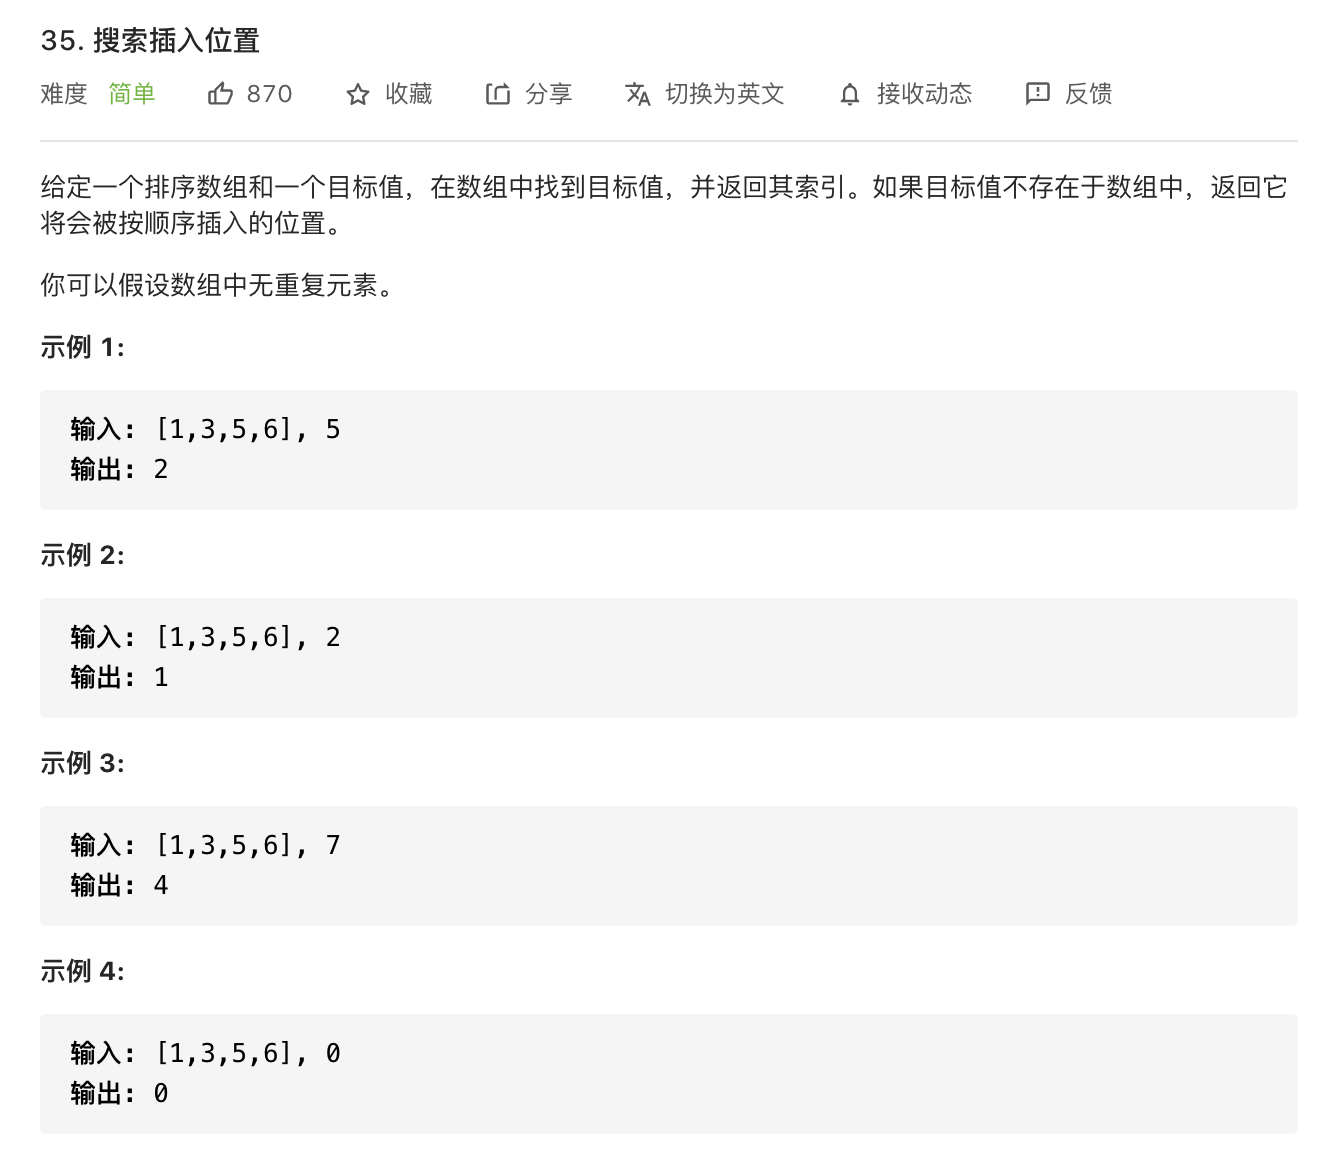 35. 搜索插入位置
难度 简单 870 收藏 分享 切换为英文 接收动态 反馈
给定一个排序数组和一个目标值，在数组中找到目标值，并返回其索引。如果目标值不存在于数组中，返回它
将会被按顺序插入的位置。
你可以假设数组中无重复元素。
示例 1:
输入: [1,3,5,6], 5
输出: 2
示例 2:
输入: [1,3,5,6], 2
输出: 1
示例 3:
输入: [1,3,5,6], 7
输出: 4
示例 4:
输入: [1,3,5,6], 0
输出: 0